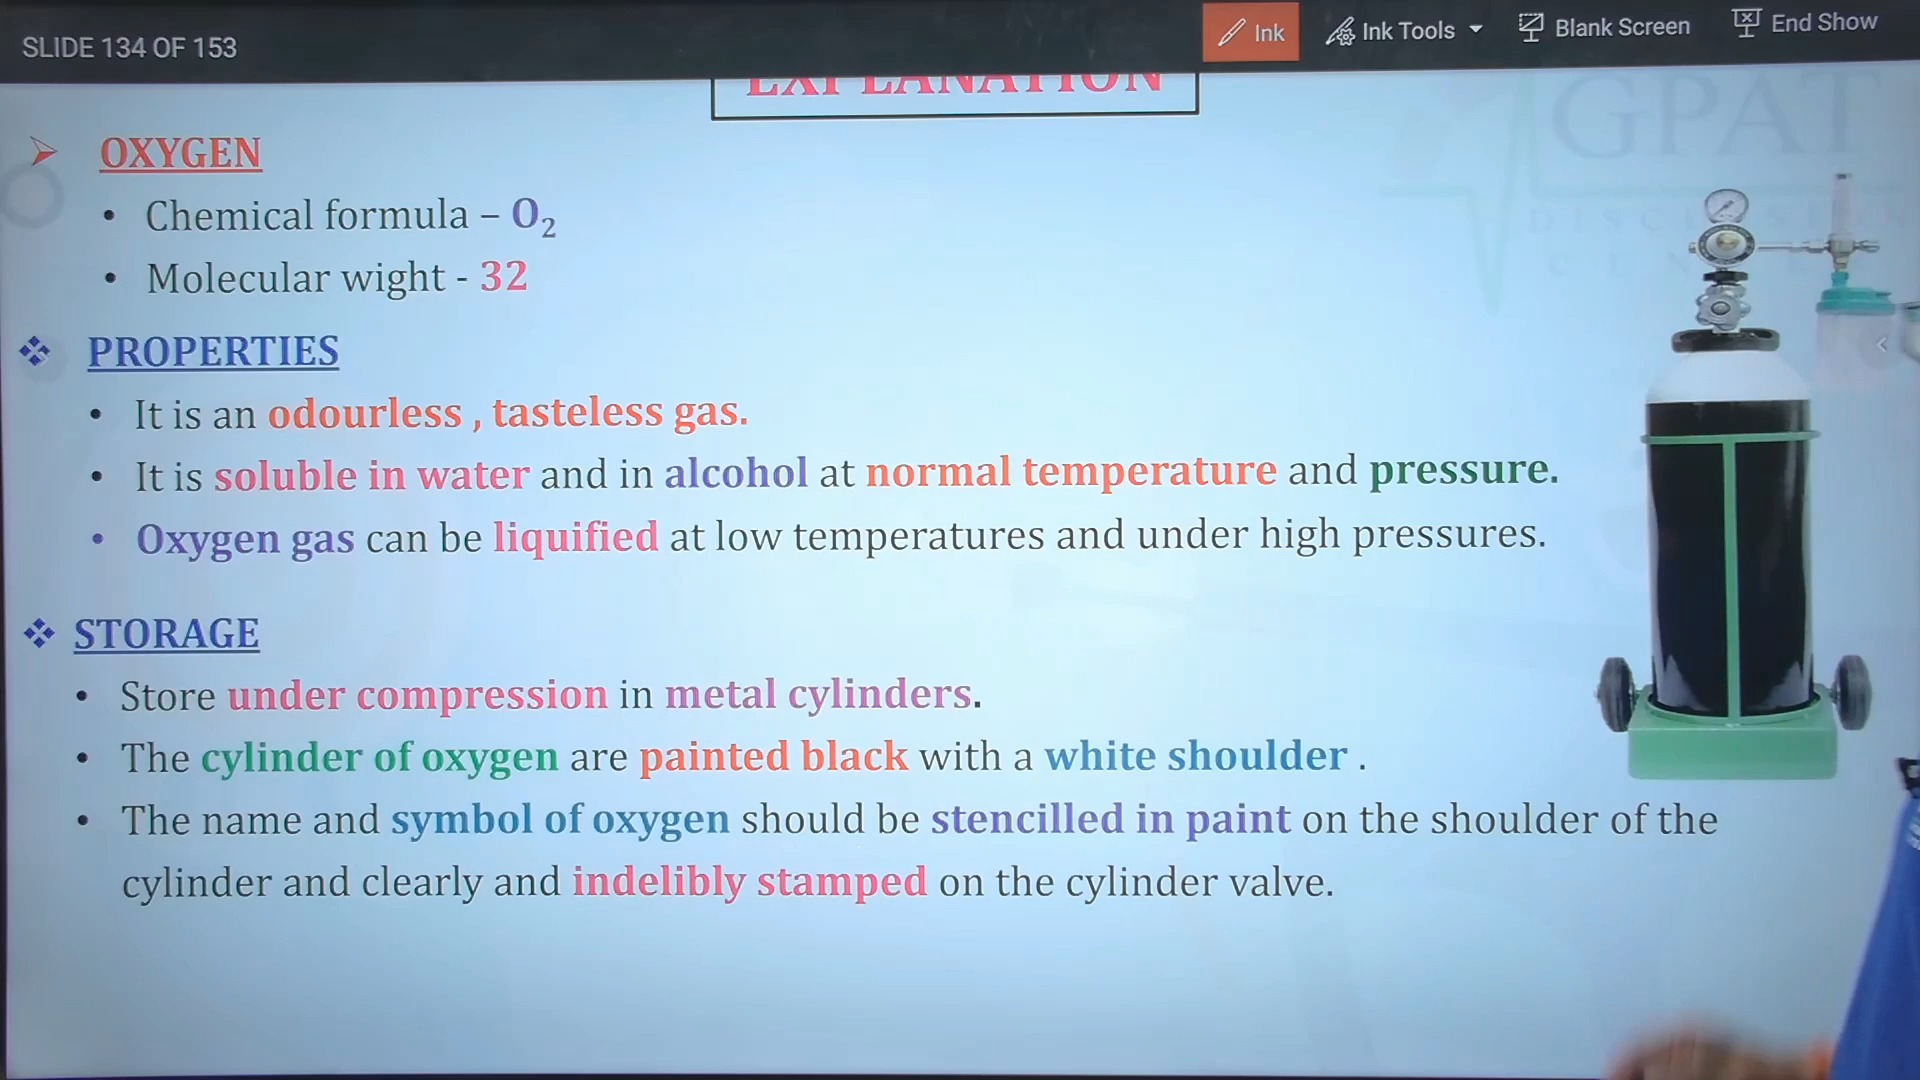 SLIDE 134 OF 153
Ink
Ink Tools
Blank Screen
End Show
EXPLANATION
GPAT
OXYGEN
• Chemical formula – O₂
• Molecular wight - 32
PROPERTIES
• It is an odourless , tasteless gas.
• It is soluble in water and in alcohol at normal temperature and pressure.
• Oxygen gas can be liquified at low temperatures and under high pressures.
STORAGE
• Store under compression in metal cylinders.
• The cylinder of oxygen are painted black with a white shoulder .
• The name and symbol of oxygen should be stencilled in paint on the shoulder of the
cylinder and clearly and indelibly stamped on the cylinder valve.